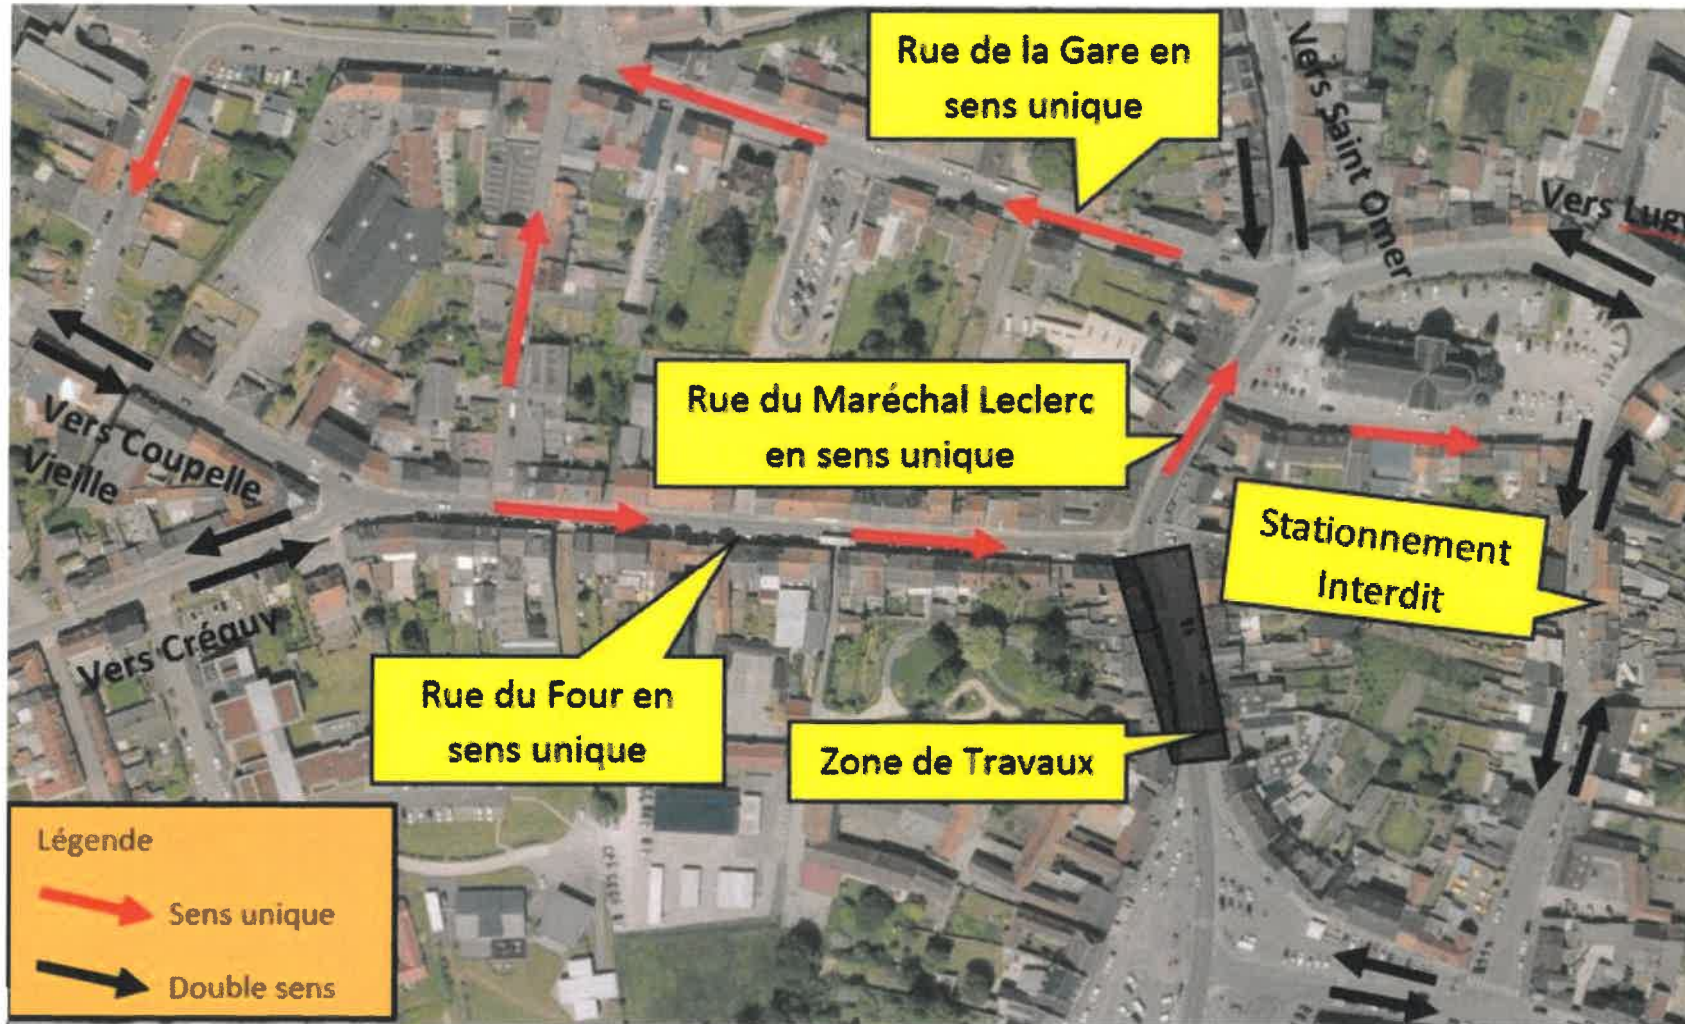 Rue de la Gare en
sens unique
Vers Saint Omer
Vers Lugy
Rue du Maréchal Leclerc
en sens unique
Vers Coupelle
Vieille
Stationnement
Interdit
Vers Créquy
Rue du Four en
sens unique
Zone de Travaux
Légende
Sens unique
Double sens